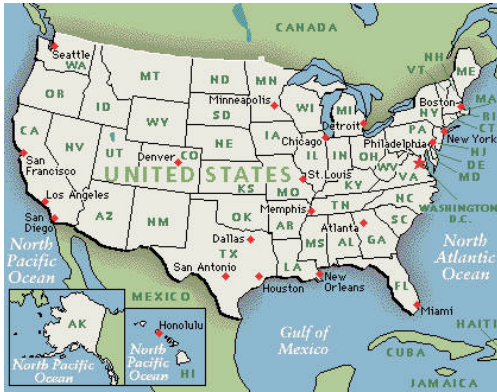 CANADA
Seattle
WA
MT
ND
MN
OR
ID
Minneapolis
WI
MI
NH
VT
ME
Boston
MA
RI
CT
NY
WY
SD
IA
Detroit
Chicago
PA
Philadelphia
New York
NJ
DE
MD
CA
NV
UT
Denver
CO
NE
IL
IN
OH
WV
VA
San
Francisco
UNITED STATES
KS
MO
St. Louis
KY
WASHINGTON
D.C.
Los Angeles
San
Diego
AZ
NM
OK
AR
Memphis
TN
NC
SC
Atlanta
MS
AL
GA
Dallas
TX
LA
San Antonio
Houston
New
Orleans
FL
Miami
North
Pacific
Ocean
North
Atlantic
Ocean
MEXICO
Gulf of
Mexico
CUBA
HAITI
JAMAICA
AK
North Pacific
Ocean
Honolulu
North
Pacific
Ocean
HI